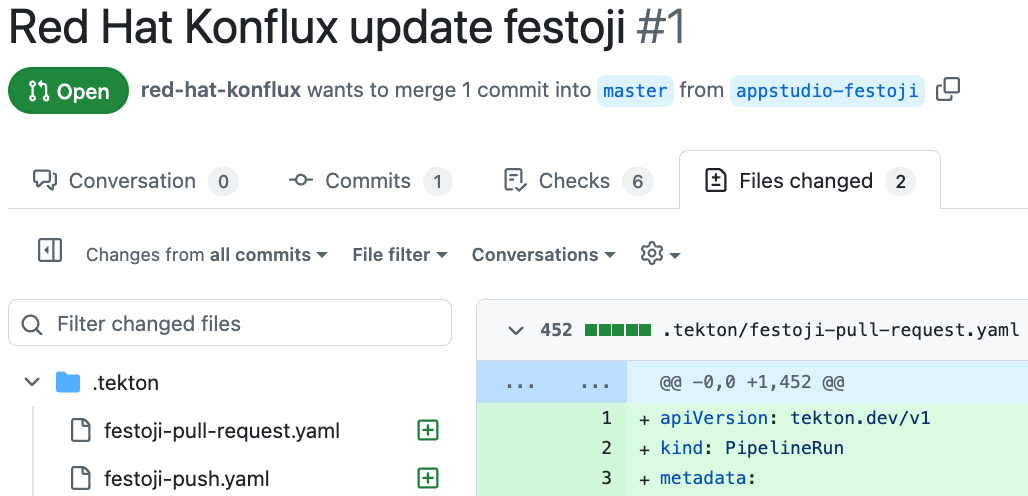 Red Hat Konflux update festoji #1
Open red-hat-konflux wants to merge 1 commit into master from appstudio-festoji
Conversation 0 Commits 1 Checks 6 Files changed 2
Changes from all commits File filter Conversations
Filter changed files
452 .tekton/festoji-pull-request.yaml
.tekton
... ... @@ -0,0 +1,452 @@
festoji-pull-request.yaml
1 + apiVersion: tekton.dev/v1
2 + kind: PipelineRun
festoji-push.yaml
3 + metadata: